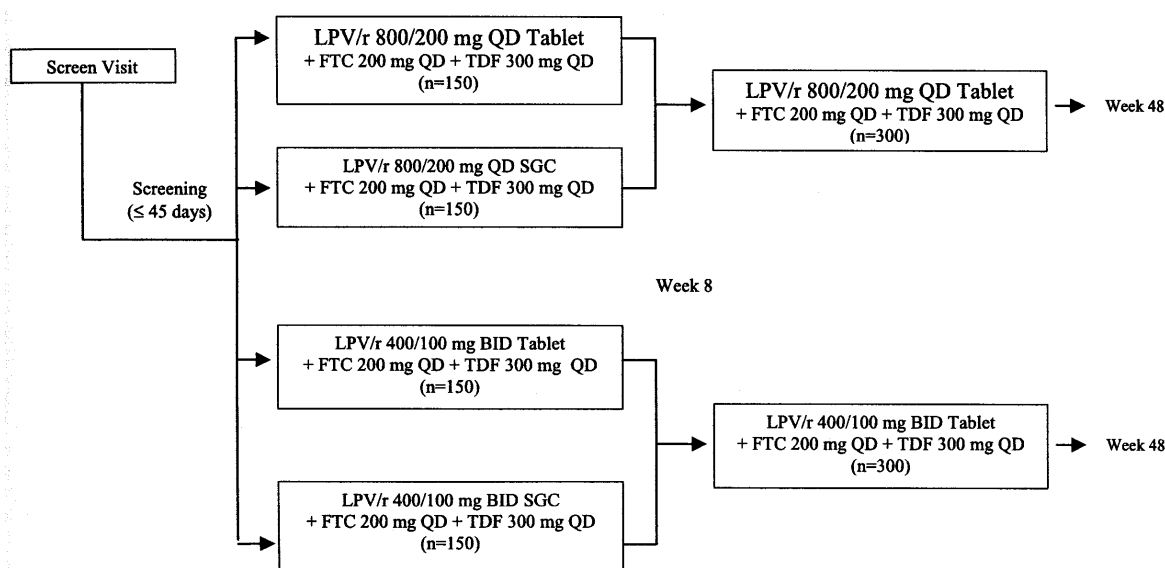 Screen Visit
Screening
(≤ 45 days)
LPV/r 800/200 mg QD Tablet
+ FTC 200 mg QD + TDF 300 mg QD
(n=150)
LPV/r 800/200 mg QD SGC
+ FTC 200 mg QD + TDF 300 mg QD
(n=150)
LPV/r 800/200 mg QD Tablet
+ FTC 200 mg QD + TDF 300 mg QD
(n=300)
Week 48
Week 8
LPV/r 400/100 mg BID Tablet
+ FTC 200 mg QD + TDF 300 mg QD
(n=150)
LPV/r 400/100 mg BID SGC
+ FTC 200 mg QD + TDF 300 mg QD
(n=150)
LPV/r 400/100 mg BID Tablet
+ FTC 200 mg QD + TDF 300 mg QD
(n=300)
Week 48